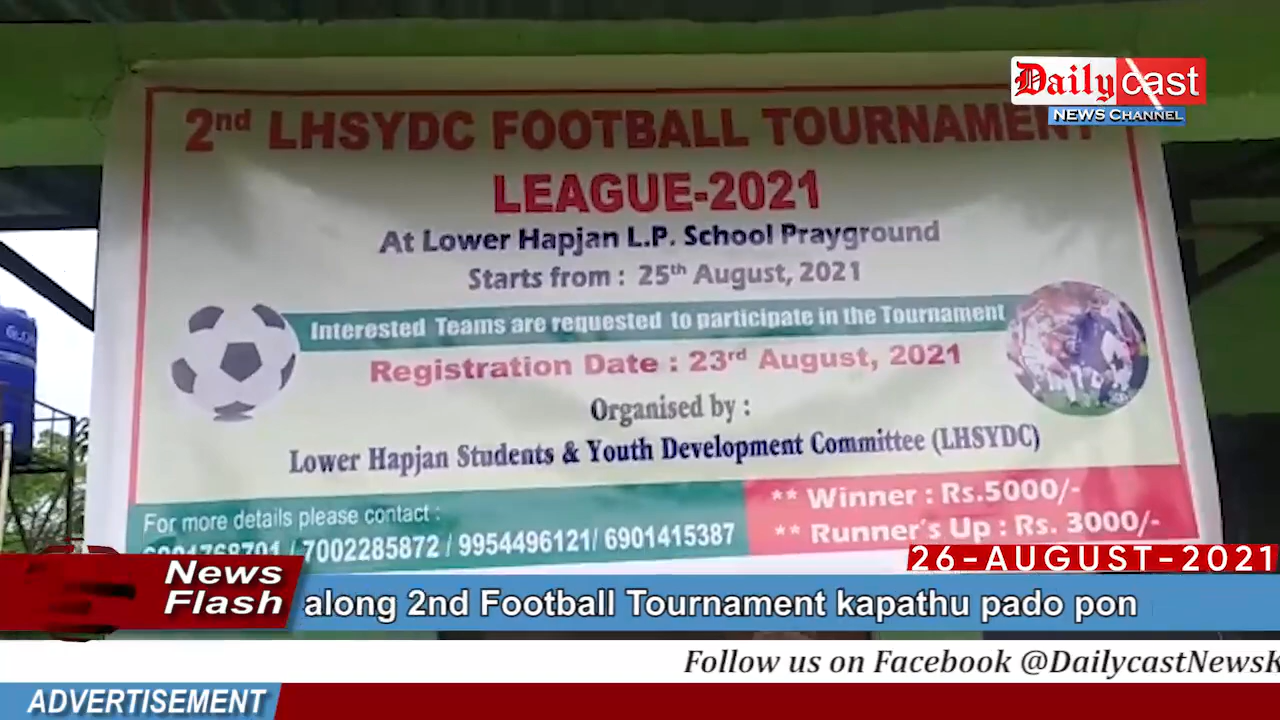 Daily cast
NEWS CHANNEL
2nd LHSYDC FOOTBALL TOURNAMENT
LEAGUE-2021
At Lower Hapjan L.P. School Prayground
Starts from : 25th August, 2021
Interested Teams are requested to participate in the Tournament
Registration Date : 23rd August, 2021
Organised by :
Lower Hapjan Students & Youth Development Committee (LHSYDC)
For more details please contact :
/ 7002285872 / 9954496121/ 6901415387
** Winner : Rs.5000/-
** Runner's Up : Rs. 3000/-
26-AUGUST-2021
News
Flash
along 2nd Football Tournament kapathu pado pon
Follow us on Facebook @DailycastNewsK
ADVERTISEMENT